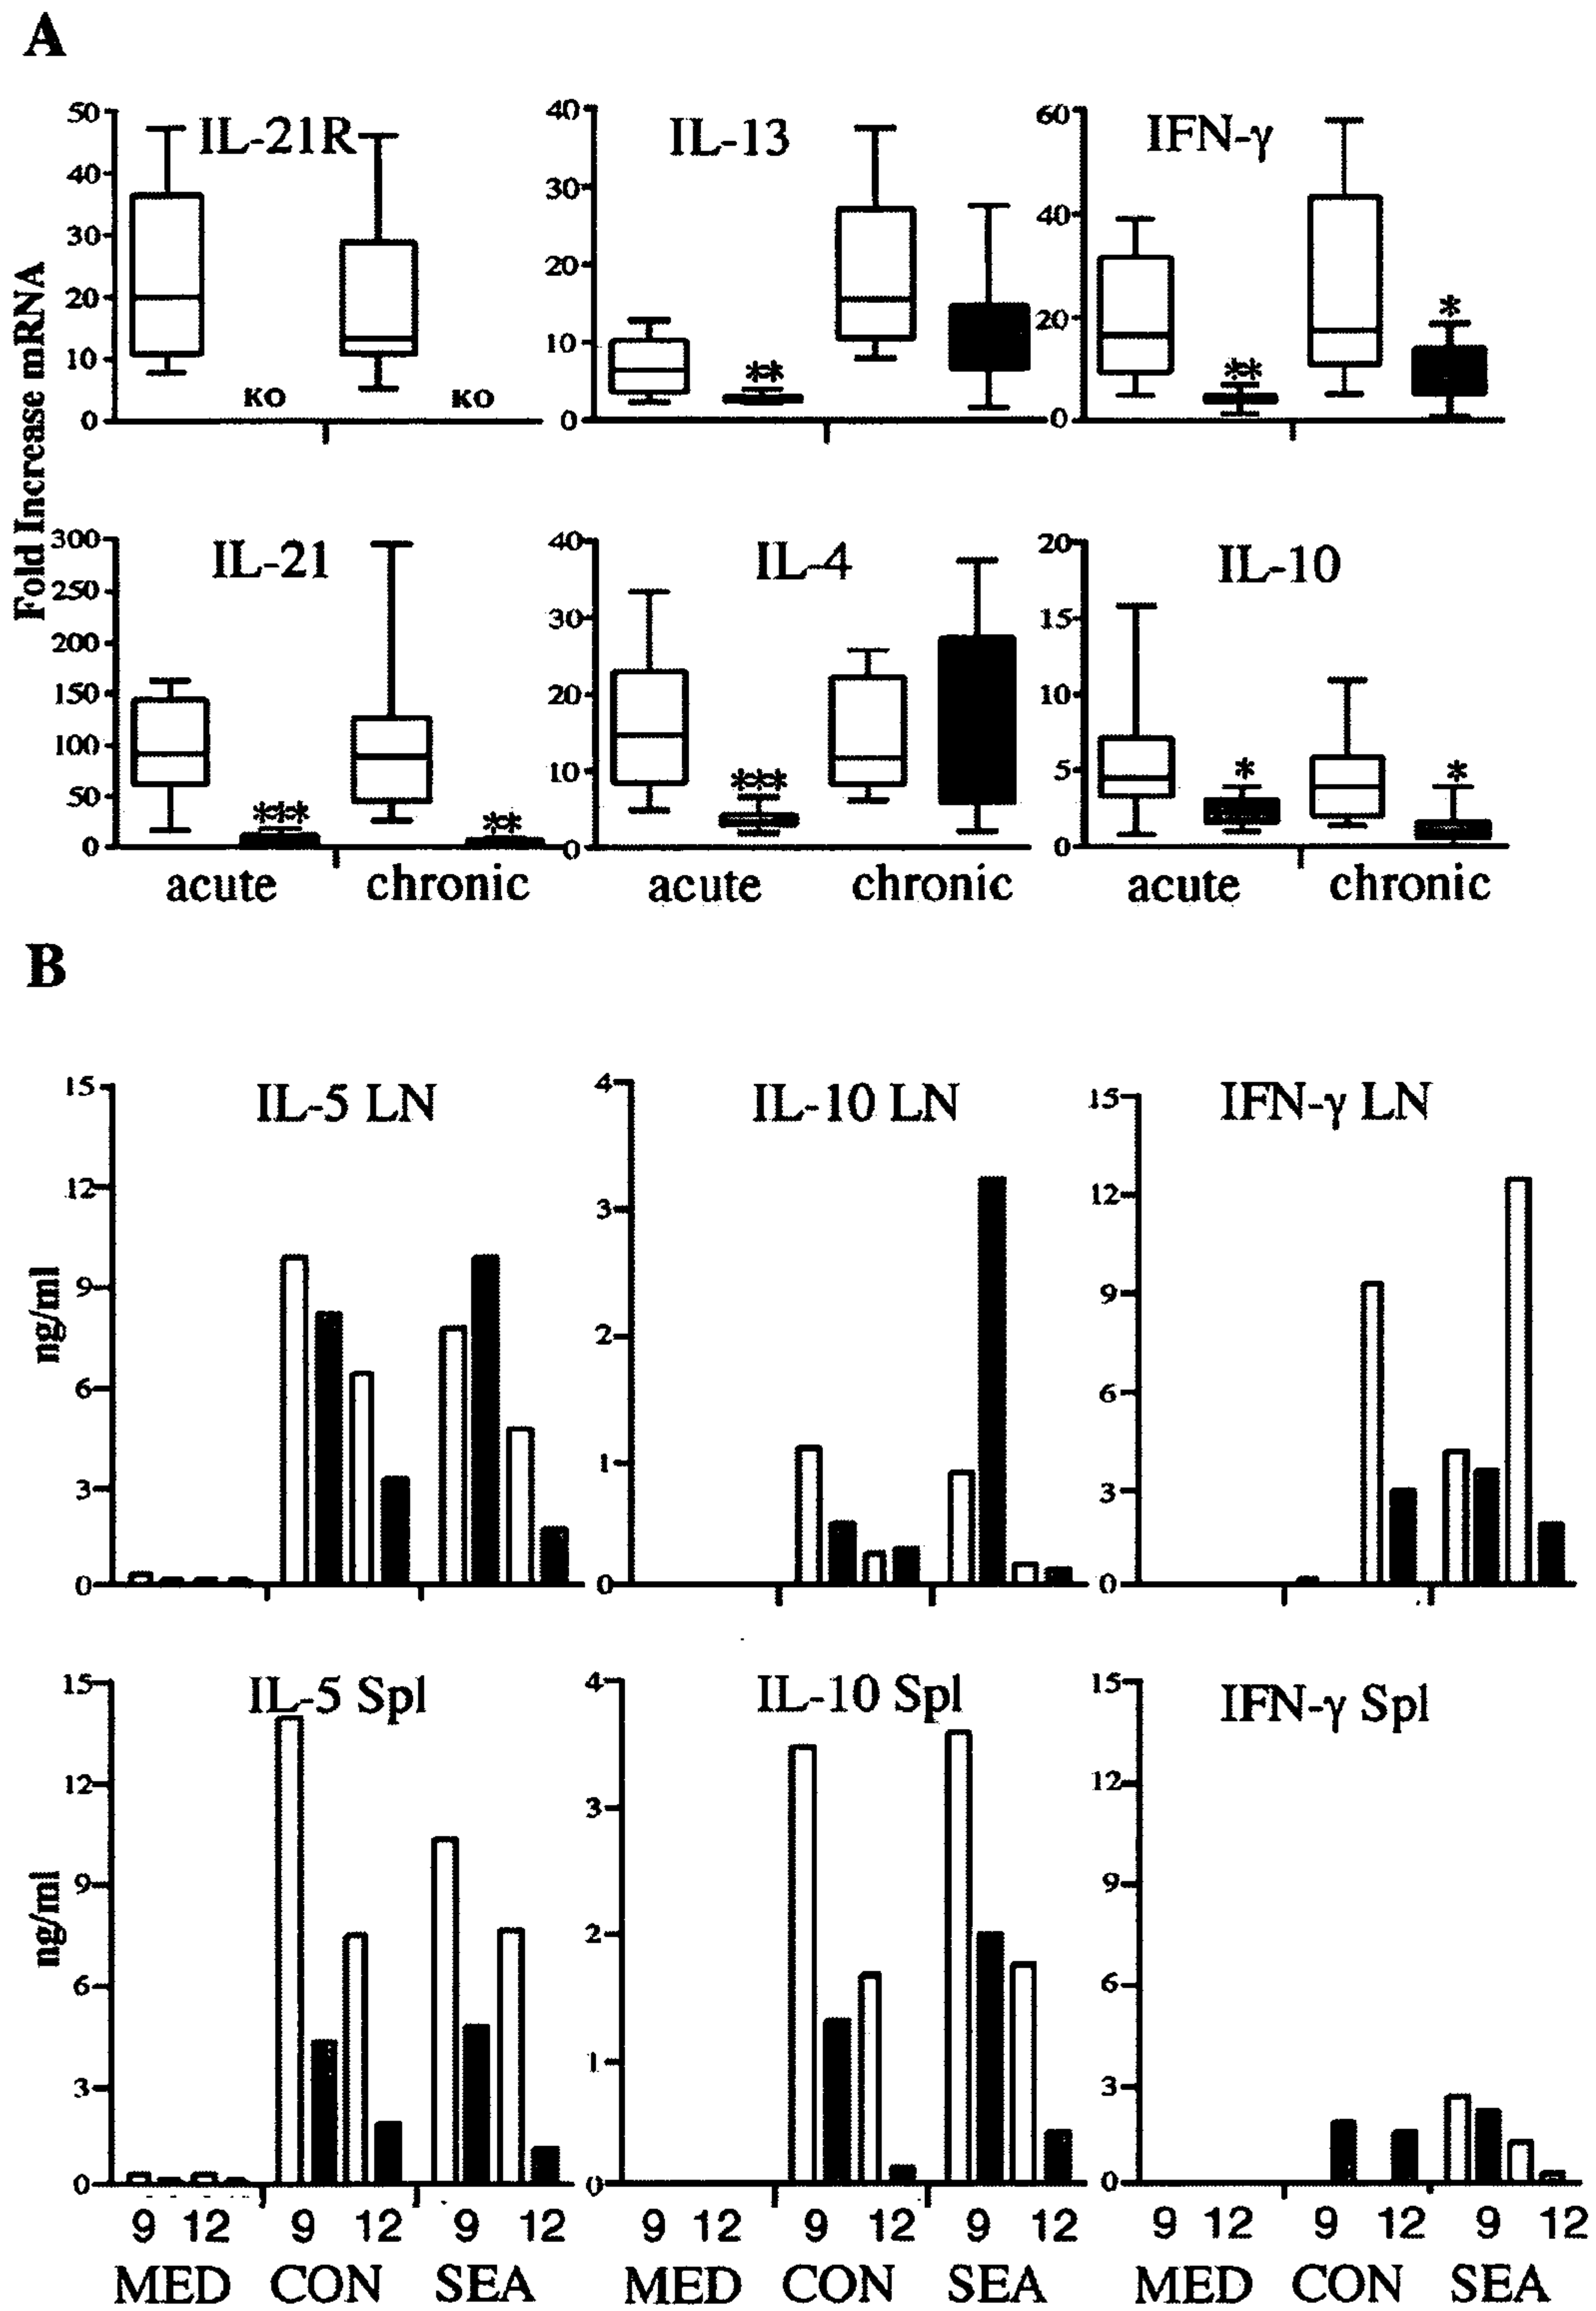 A
Fold Increase mRNA
IL-21R
50
40
30
20
10
0
KO
KO
IL-13
40
30
20
10
0
**
IFN-γ
60
40
20
0
**
*
IL-21
300
250
200
150
100
50
0
***
**
acute
chronic
IL-4
40
30
20
10
0
***
acute
chronic
IL-10
20
15
10
5
0
*
*
acute
chronic
B
ng/ml
IL-5 LN
15
12
9
6
3
0
IL-10 LN
4
3
2
1
0
IFN-γ LN
15
12
9
6
3
0
ng/ml
IL-5 Spl
15
12
9
6
3
0
IL-10 Spl
4
3
2
1
0
IFN-γ Spl
15
12
9
6
3
0
9 12 9 12 9 12
MED CON SEA
9 12 9 12 9 12
MED CON SEA
9 12 9 12 9 12
MED CON SEA